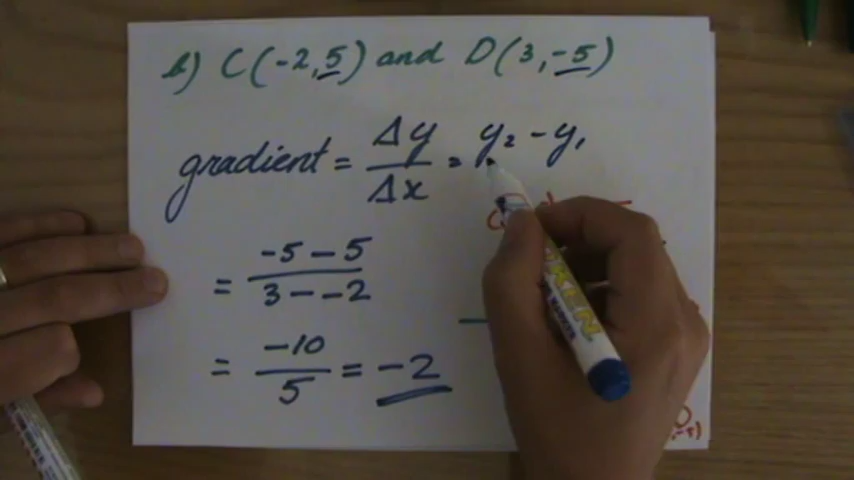 b) C(-2,5) and D(3,-5)
gradient = Δy/Δx = y₂ - y₁
= -5 - 5 / 3 - -2
= -10/5 = -2